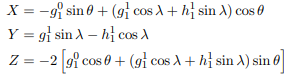 X = −g₁⁰ sin θ + (g₁¹ cos λ + h₁¹ sin λ) cos θ
Y = g₁¹ sin λ − h₁¹ cos λ
Z = −2 [g₁⁰ cos θ + (g₁¹ cos λ + h₁¹ sin λ) sin θ]